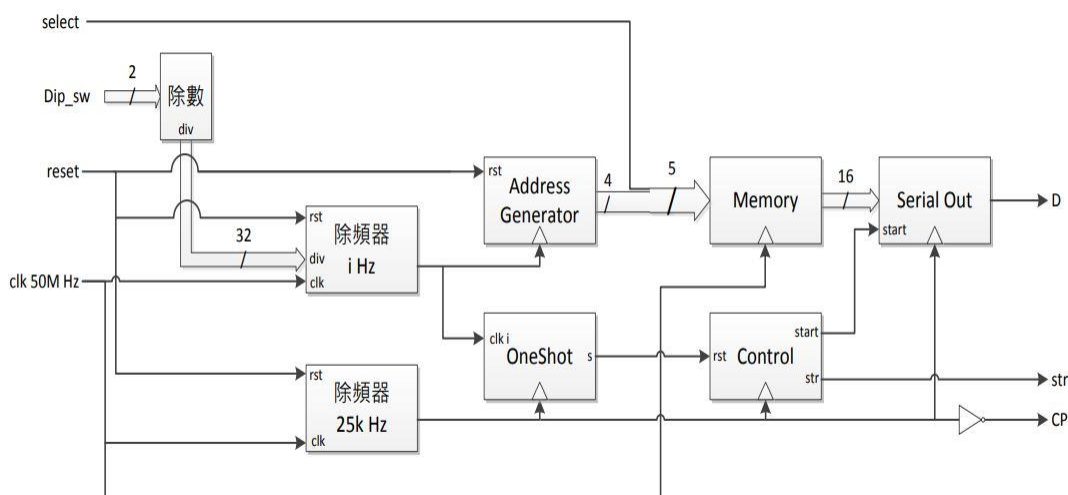 select
2
Dip_sw
除數
div
reset
rst
Address
Generator
4
5
Memory
16
Serial Out
D
start
rst
除頻器
32
div
i Hz
clk 50M Hz
clk
clk i
OneShot
s
rst
Control
start
str
str
rst
除頻器
25k Hz
clk
CP